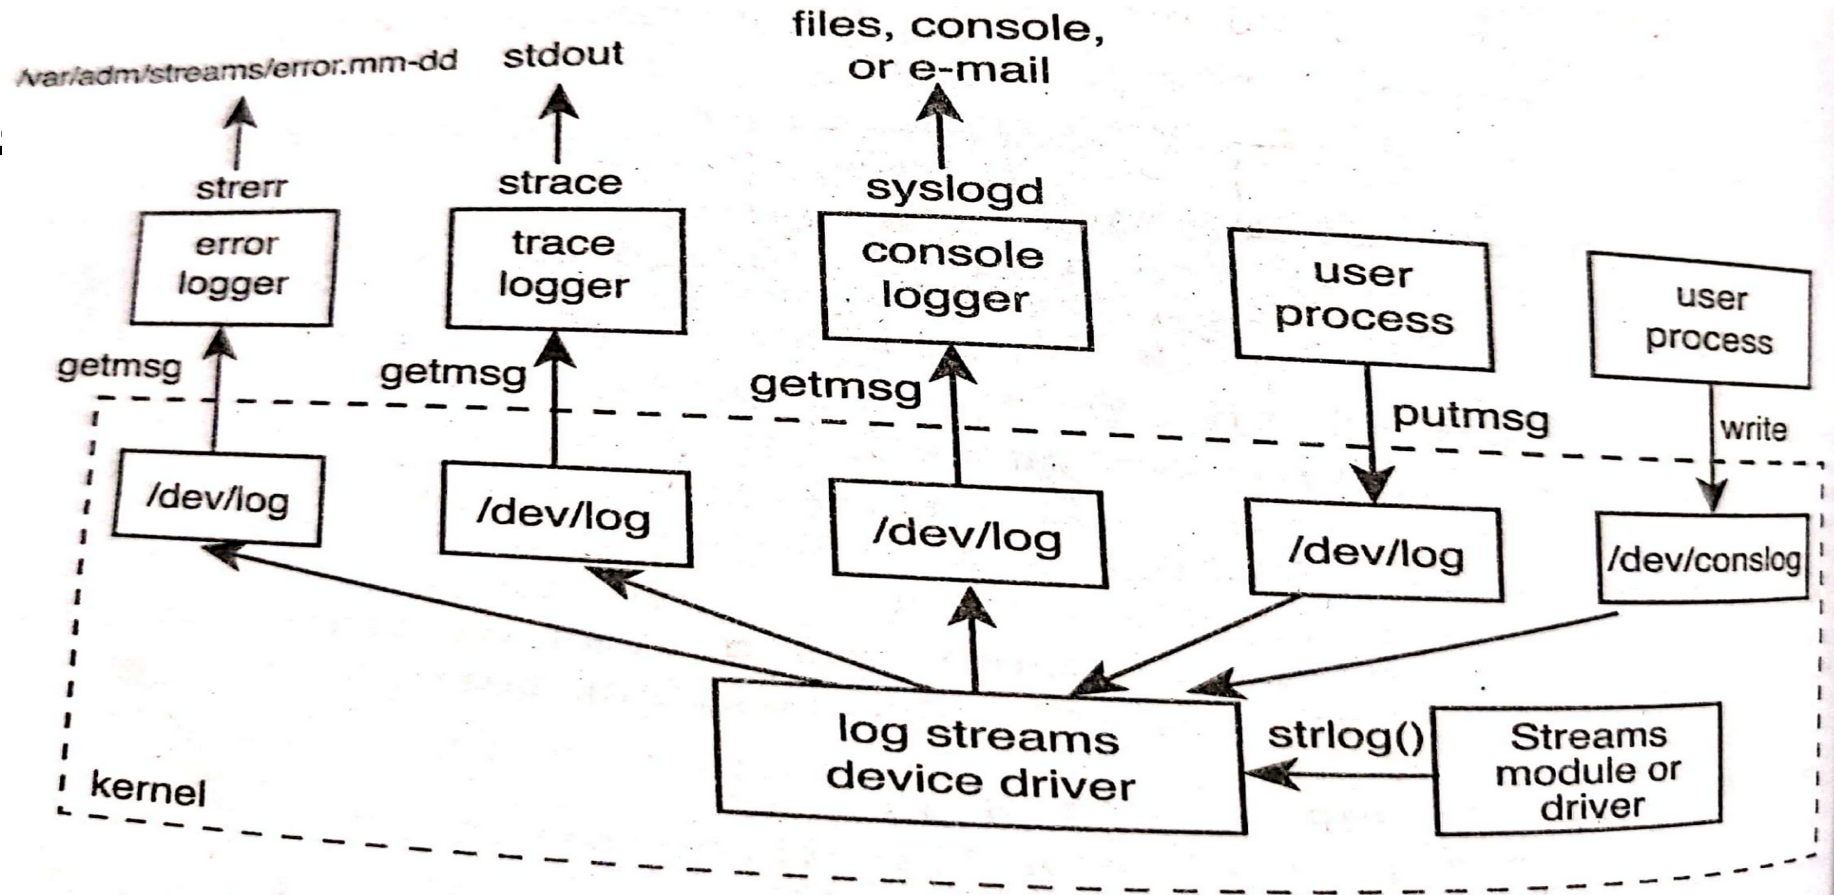 files, console,
or e-mail
/var/adm/streams/error.mm-dd
stdout
strerr
strace
syslogd
error
logger
trace
logger
console
logger
user
process
user
process
getmsg
getmsg
getmsg
putmsg
write
/dev/log
/dev/log
/dev/log
/dev/log
/dev/conslog
log streams
device driver
strlog()
Streams
module or
driver
kernel